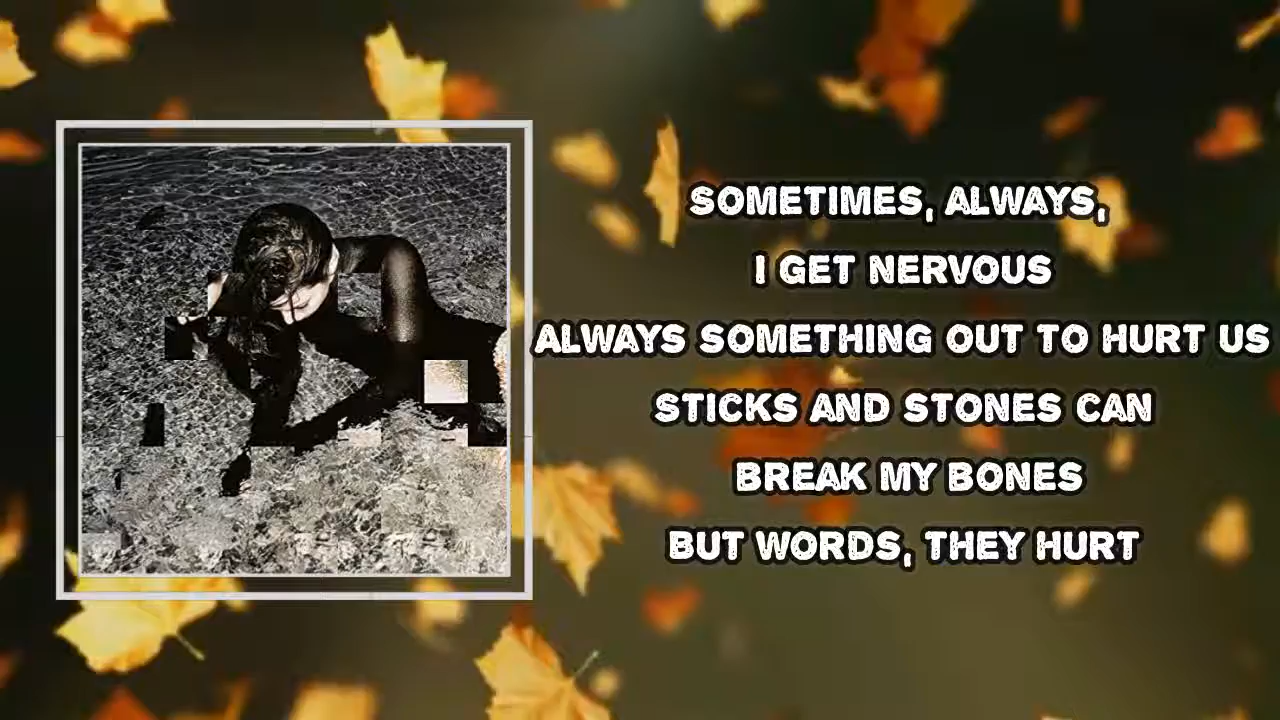 SOMETIMES, ALWAYS,
I GET NERVOUS
ALWAYS SOMETHING OUT TO HURT US
STICKS AND STONES CAN
BREAK MY BONES
BUT WORDS, THEY HURT